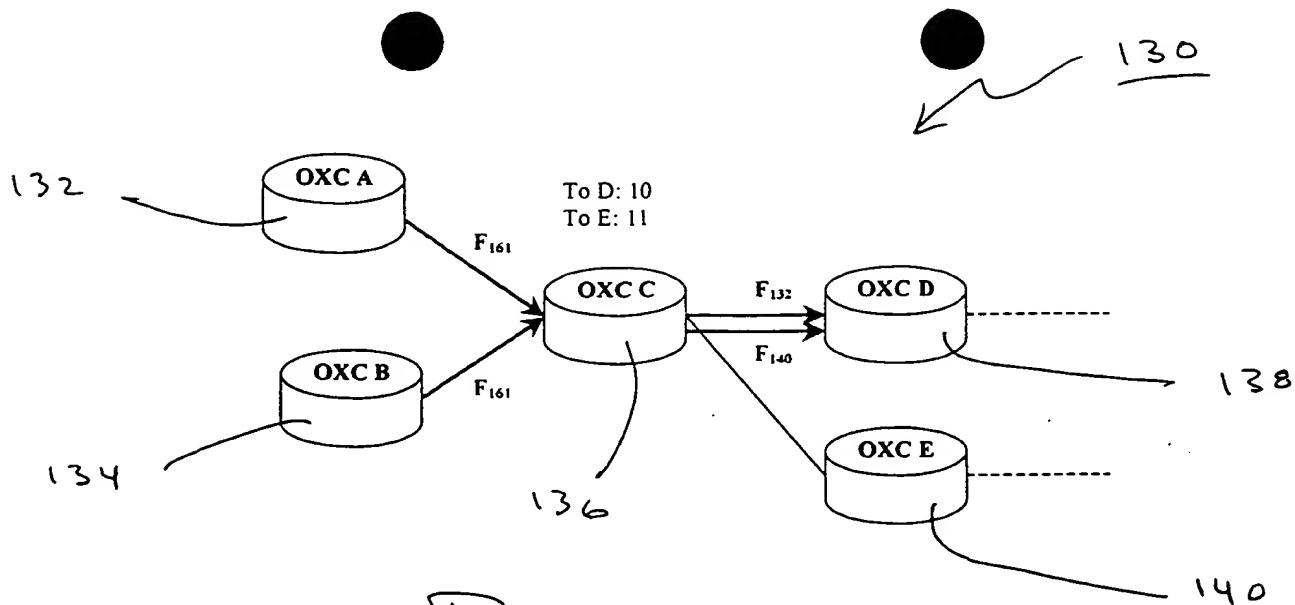 130
132
OXC A
To D: 10
To E: 11
F161
OXC C
F132
OXC D
F140
OXC B
F161
138
134
136
OXC E
140